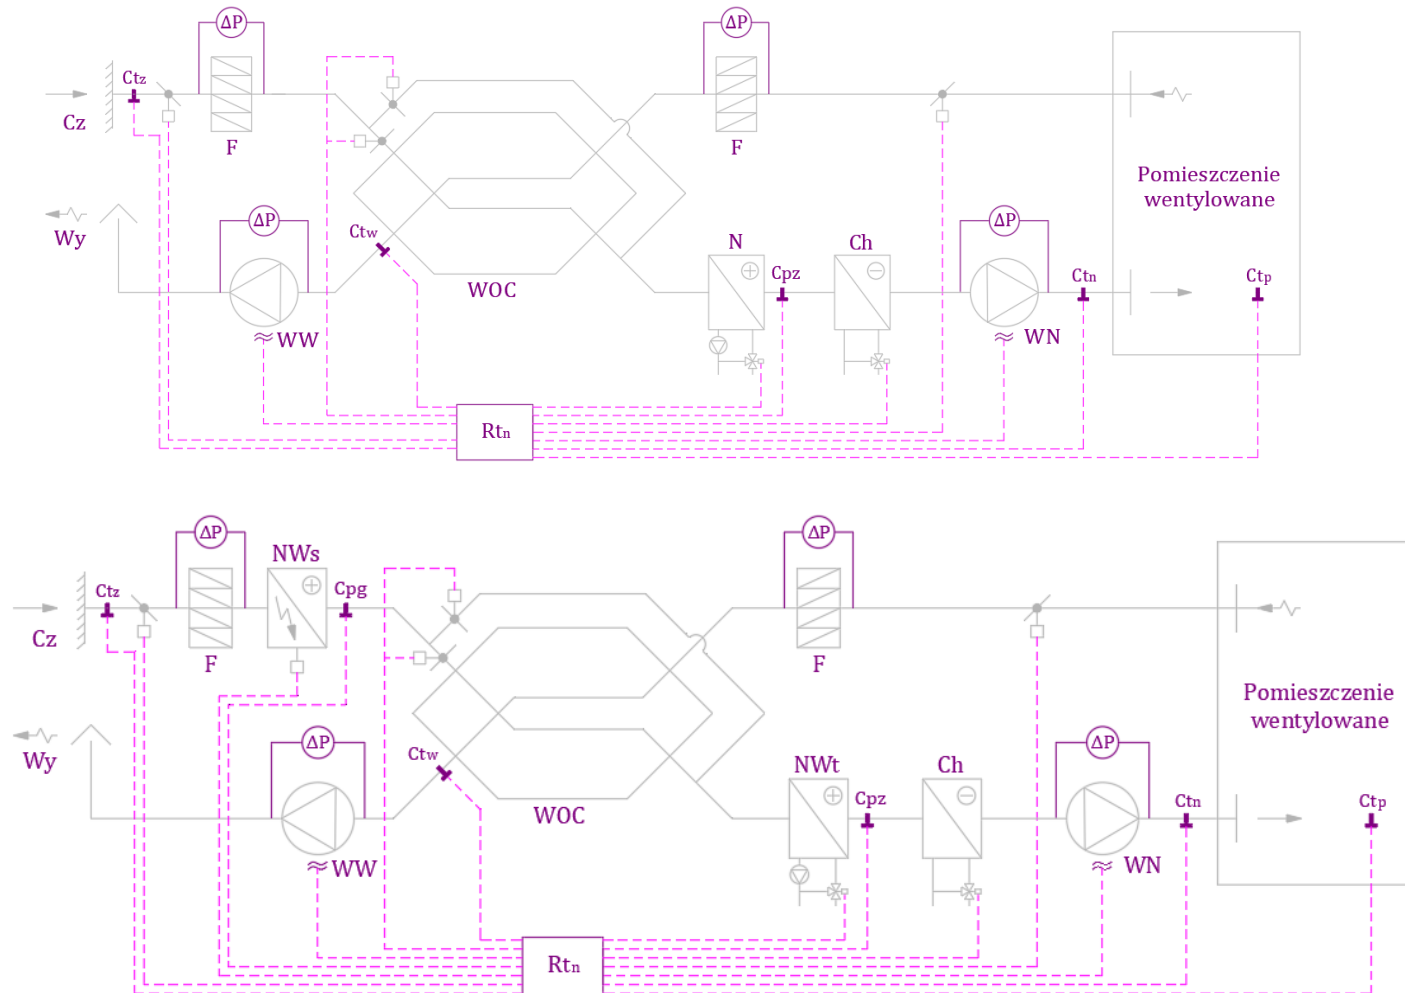 ΔP
ΔP
Ctz
Cz
F
F
Pomieszczenie
wentylowane
ΔP
ΔP
Wy
Ctw
N
Ch
Cpz
Ctn
Ctp
WOC
≈ WW
≈ WN
Rtn
ΔP
ΔP
NWs
Ctz
Cpg
Cz
F
F
Pomieszczenie
wentylowane
ΔP
ΔP
Wy
Ctw
NWt
Ch
Cpz
Ctn
Ctp
WOC
≈ WW
≈ WN
Rtn